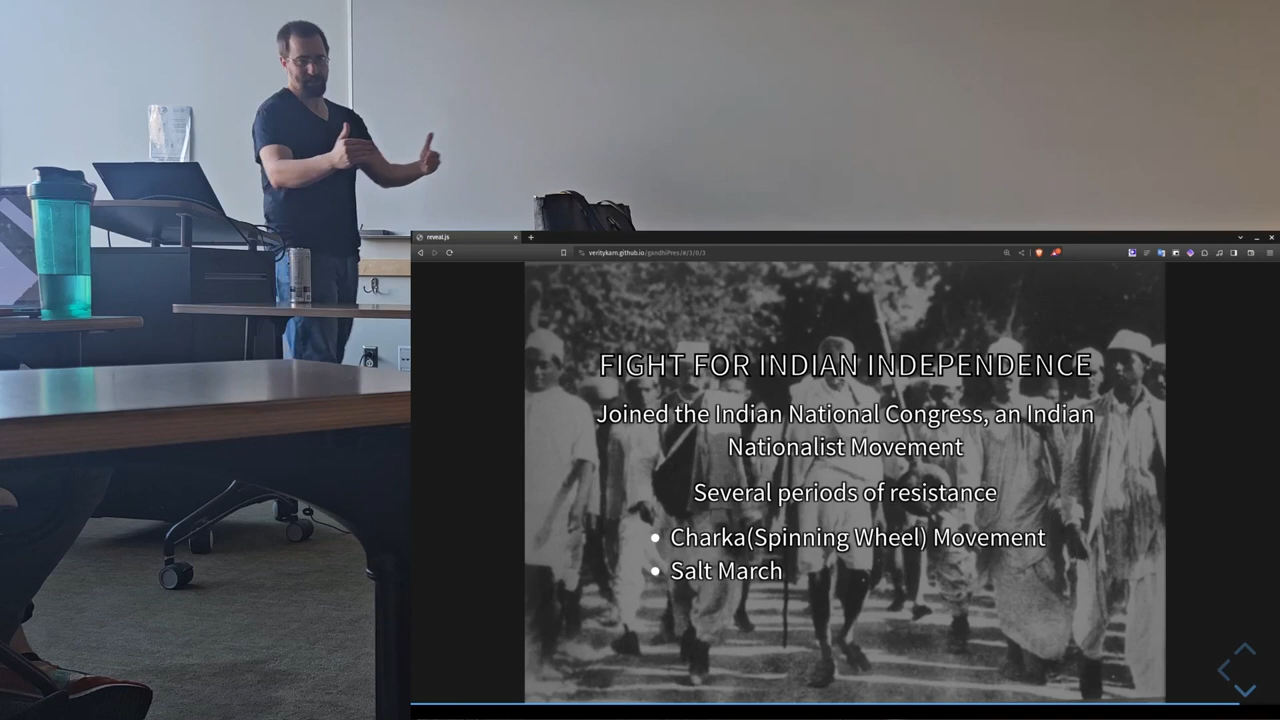 reveal.js
veritykarn.github.io/gandhiPres/#/3/0/3
FIGHT FOR INDIAN INDEPENDENCE
Joined the Indian National Congress, an Indian
Nationalist Movement
Several periods of resistance
Charka(Spinning Wheel) Movement
Salt March